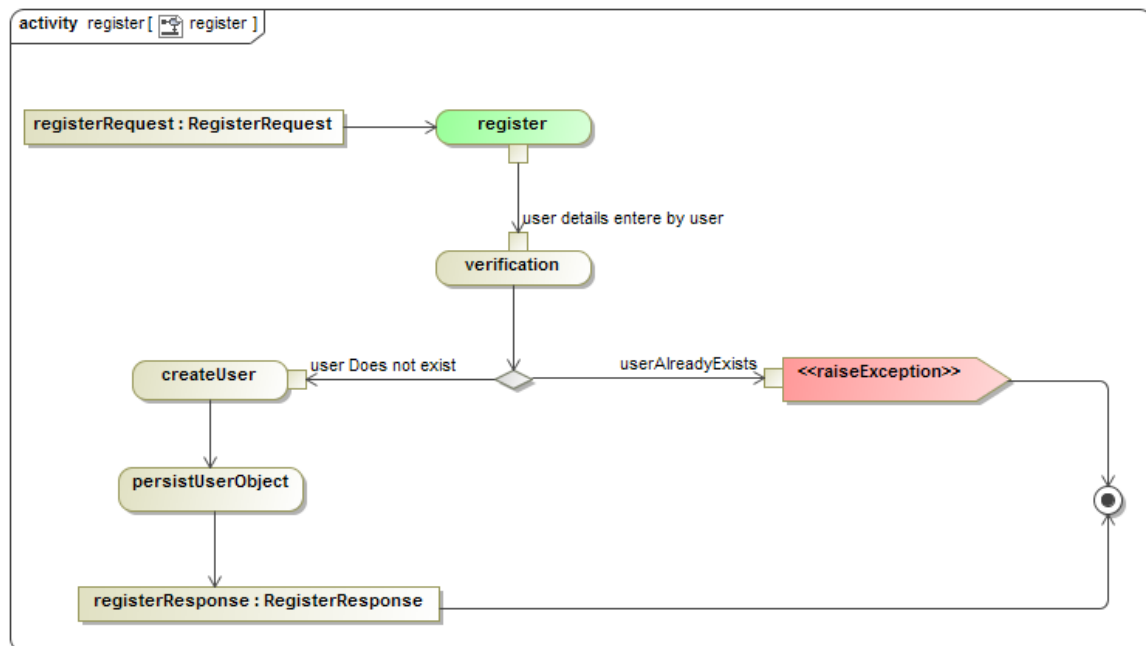 activity register [ register ]
registerRequest : RegisterRequest
register
user details entere by user
verification
createUser
user Does not exist
userAlreadyExists
<<raiseException>>
persistUserObject
registerResponse : RegisterResponse